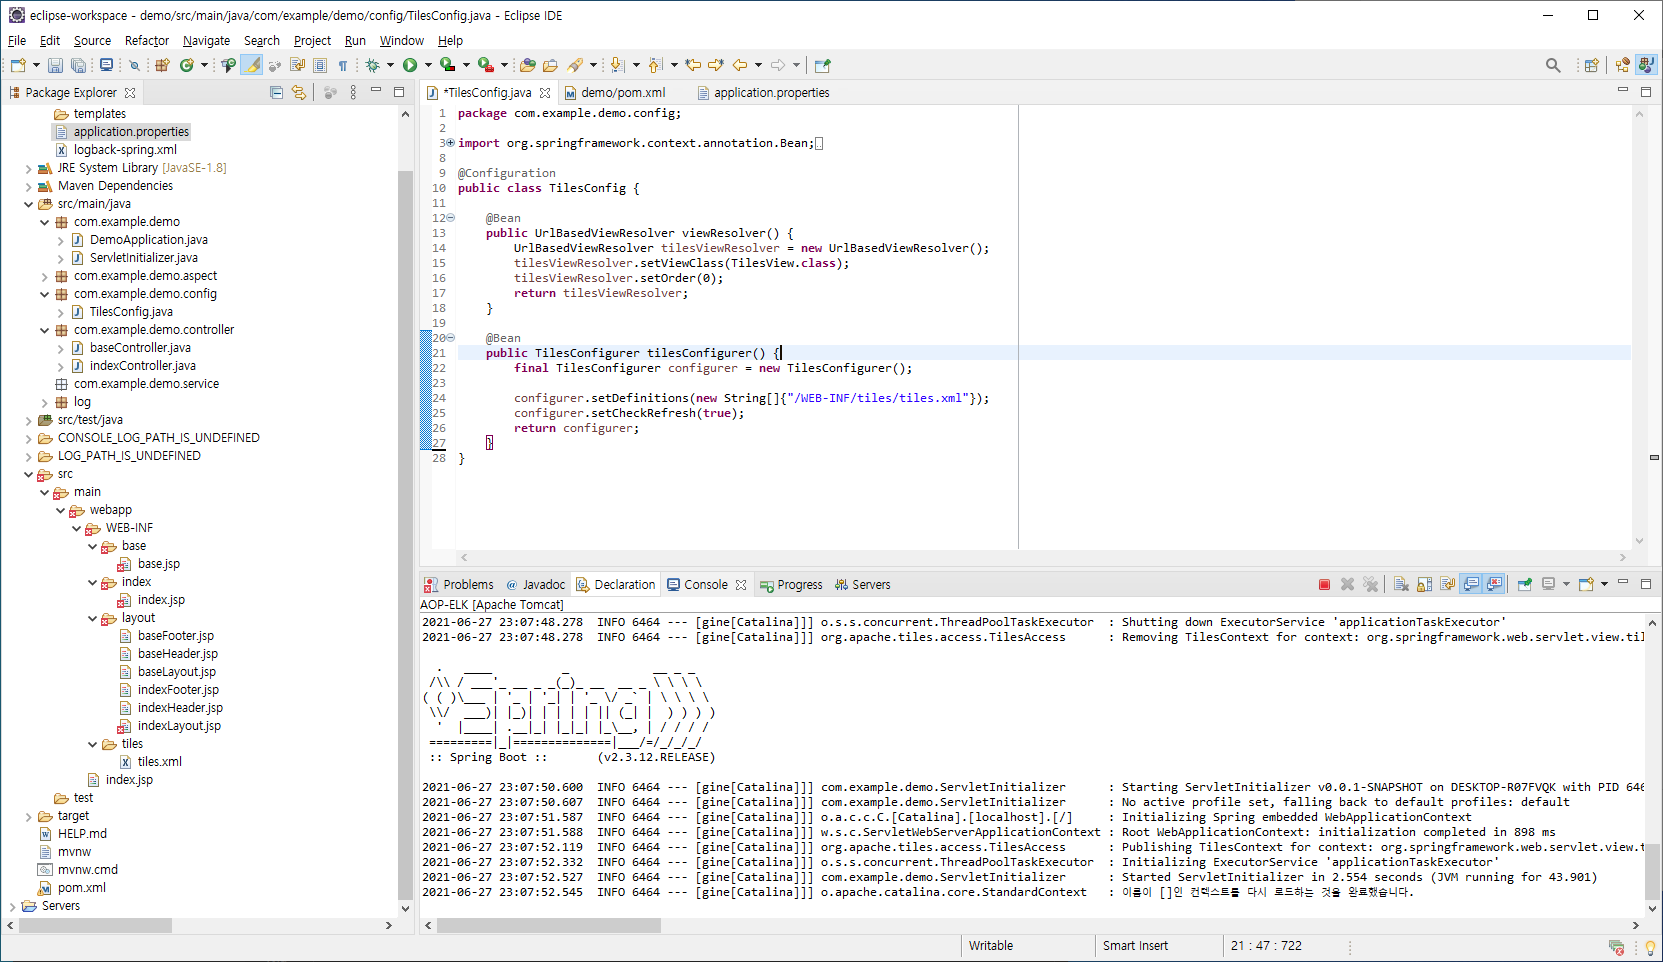 eclipse-workspace - demo/src/main/java/com/example/demo/config/TilesConfig.java - Eclipse IDE
File Edit Source Refactor Navigate Search Project Run Window Help
Package Explorer
templates
application.properties
logback-spring.xml
JRE System Library [JavaSE-1.8]
Maven Dependencies
src/main/java
com.example.demo
DemoApplication.java
ServletInitializer.java
com.example.demo.aspect
com.example.demo.config
TilesConfig.java
com.example.demo.controller
baseController.java
indexController.java
com.example.demo.service
log
src/test/java
CONSOLE_LOG_PATH_IS_UNDEFINED
LOG_PATH_IS_UNDEFINED
src
main
webapp
WEB-INF
base
base.jsp
index
index.jsp
layout
baseFooter.jsp
baseHeader.jsp
baseLayout.jsp
indexFooter.jsp
indexHeader.jsp
indexLayout.jsp
tiles
tiles.xml
index.jsp
test
target
HELP.md
mvnw
mvnw.cmd
pom.xml
Servers
*TilesConfig.java demo/pom.xml application.properties
1 package com.example.demo.config;
2
3 import org.springframework.context.annotation.Bean;
8
9 @Configuration
10 public class TilesConfig {
11
12 @Bean
13 public UrlBasedViewResolver viewResolver() {
14 UrlBasedViewResolver tilesViewResolver = new UrlBasedViewResolver();
15 tilesViewResolver.setViewClass(TilesView.class);
16 tilesViewResolver.setOrder(0);
17 return tilesViewResolver;
18 }
19
20 @Bean
21 public TilesConfigurer tilesConfigurer() {
22 final TilesConfigurer configurer = new TilesConfigurer();
23
24 configurer.setDefinitions(new String[]{"/WEB-INF/tiles/tiles.xml"});
25 configurer.setCheckRefresh(true);
26 return configurer;
27 }
28 }
Problems @ Javadoc Declaration Console Progress Servers
AOP-ELK [Apache Tomcat]
2021-06-27 23:07:48.278 INFO 6464 --- [gine[Catalina]]] o.s.s.concurrent.ThreadPoolTaskExecutor : Shutting down ExecutorService 'applicationTaskExecutor'
2021-06-27 23:07:48.278 INFO 6464 --- [gine[Catalina]]] org.apache.tiles.access.TilesAccess : Removing TilesContext for context: org.springframework.web.servlet.view.til
  .   ____          _            __ _ _
 /\\ / ___'_ __ _ _(_)_ __  __ _ \ \ \ \
( ( )\___ | '_ | '_| | '_ \/ _` | \ \ \ \
 \\/  ___)| |_)| | | | | || (_| |  ) ) ) )
  '  |____| .__|_| |_|_| |_\__, | / / / /
 =========|_|==============|___/=/_/_/_/
:: Spring Boot :: (v2.3.12.RELEASE)
2021-06-27 23:07:50.600 INFO 6464 --- [gine[Catalina]]] com.example.demo.ServletInitializer : Starting ServletInitializer v0.0.1-SNAPSHOT on DESKTOP-R07FVQK with PID 646
2021-06-27 23:07:50.607 INFO 6464 --- [gine[Catalina]]] com.example.demo.ServletInitializer : No active profile set, falling back to default profiles: default
2021-06-27 23:07:51.587 INFO 6464 --- [gine[Catalina]]] o.a.c.c.C.[Catalina].[localhost].[/] : Initializing Spring embedded WebApplicationContext
2021-06-27 23:07:51.588 INFO 6464 --- [gine[Catalina]]] w.s.c.ServletWebServerApplicationContext : Root WebApplicationContext: initialization completed in 898 ms
2021-06-27 23:07:52.119 INFO 6464 --- [gine[Catalina]]] org.apache.tiles.access.TilesAccess : Publishing TilesContext for context: org.springframework.web.servlet.view.t
2021-06-27 23:07:52.332 INFO 6464 --- [gine[Catalina]]] o.s.s.concurrent.ThreadPoolTaskExecutor : Initializing ExecutorService 'applicationTaskExecutor'
2021-06-27 23:07:52.527 INFO 6464 --- [gine[Catalina]]] com.example.demo.ServletInitializer : Started ServletInitializer in 2.554 seconds (JVM running for 43.901)
2021-06-27 23:07:52.545 INFO 6464 --- [gine[Catalina]]] o.apache.catalina.core.StandardContext : 이름이 []인 컨텍스트를 다시 로드하는 것을 완료했습니다.
Writable Smart Insert 21 : 47 : 722